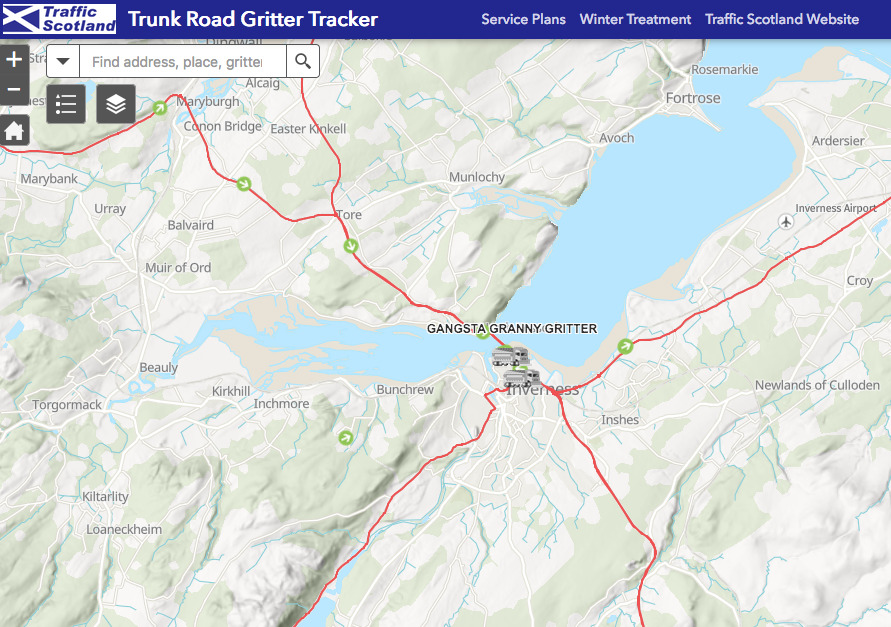 Traffic
Scotland
Trunk Road Gritter Tracker
Service Plans
Winter Treatment
Traffic Scotland Website
Dingwall
Find address, place, gritter
Rosemarkie
Alcaig
Fortrose
Maryburgh
Conon Bridge
Easter Kinkell
Avoch
Ardersier
Marybank
Munlochy
Urray
Tore
Inverness Airport
Balvaird
Muir of Ord
Croy
GANGSTA GRANNY GRITTER
Beauly
Kirkhill
Bunchrew
Inverness
Newlands of Culloden
Torgormack
Inchmore
Inshes
Kiltarlity
Loaneckheim